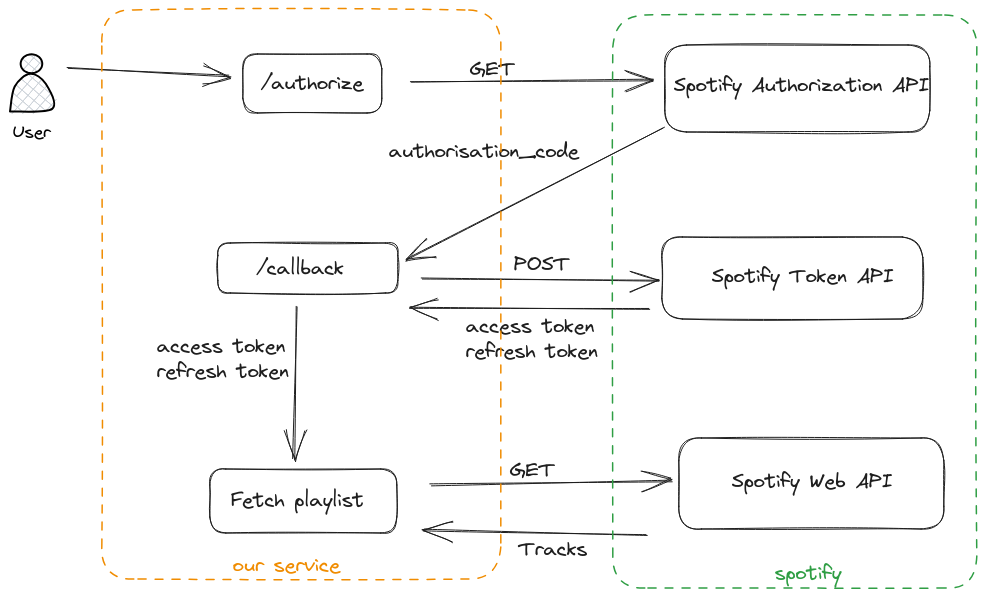 GET
/authorize
Spotify Authorization API
User
authorisation_code
/callback
POST
Spotify Token API
access token
refresh token
access token
refresh token
GET
Fetch playlist
Spotify Web API
Tracks
our service
spotify